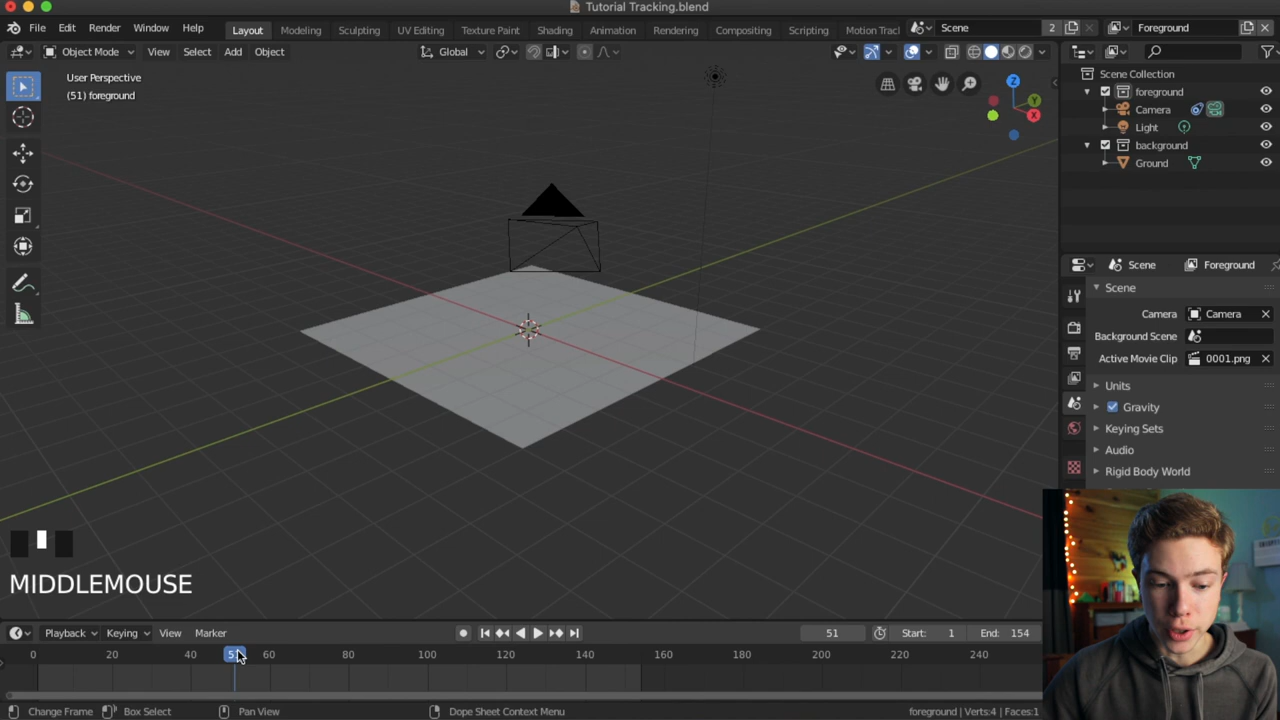 Tutorial Tracking.blend
File Edit Render Window Help Layout Modeling Sculpting UV Editing Texture Paint Shading Animation Rendering Compositing Scripting Motion Tracl Scene 2 Foreground
Object Mode View Select Add Object Global
User Perspective
(51) foreground
Z
Y
X
Scene Collection
foreground
Camera
Light
background
Ground
Scene Foreground
Scene
Camera Camera
Background Scene
Active Movie Clip 0001.png
Units
Gravity
Keying Sets
Audio
Rigid Body World
MIDDLEMOUSE
Playback Keying View Marker 51 Start: 1 End: 154
0 20 40 51 60 80 100 120 140 160 180 200 220 240
Change Frame Box Select Pan View Dope Sheet Context Menu foreground | Verts:4 | Faces:1